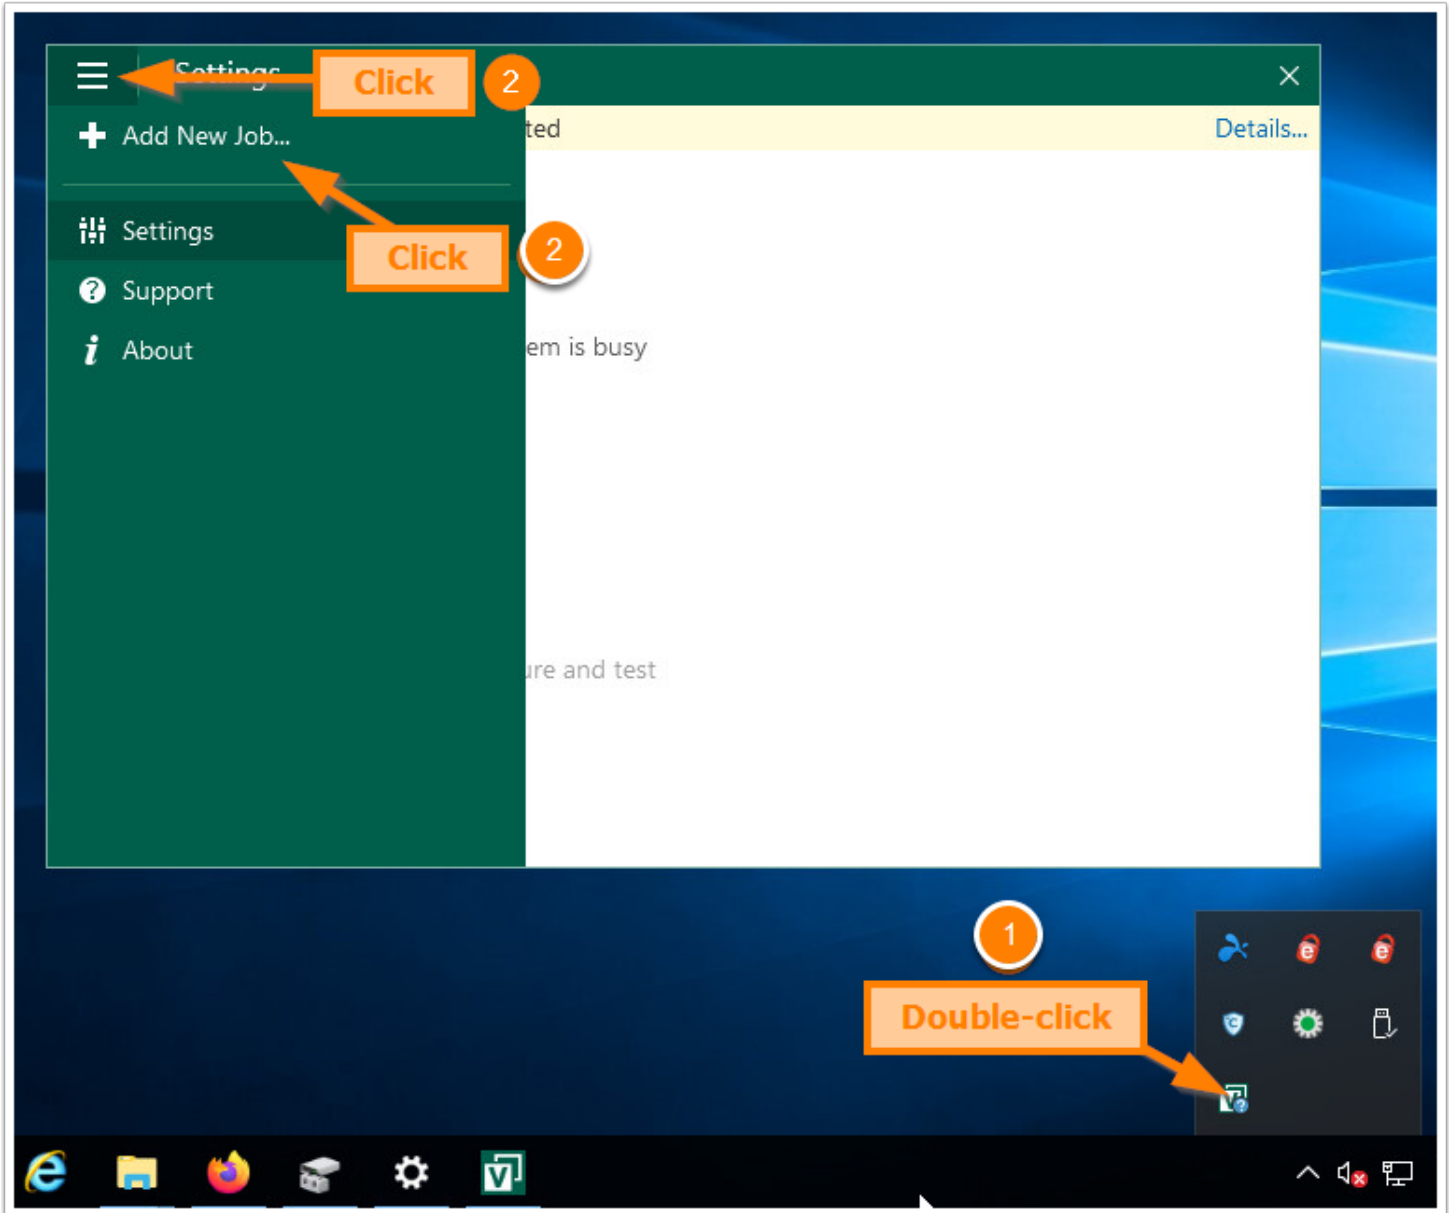 Settings
Click
2
Add New Job...
ted
Details...
Settings
Click
2
Support
em is busy
About
ure and test
1
Double-click